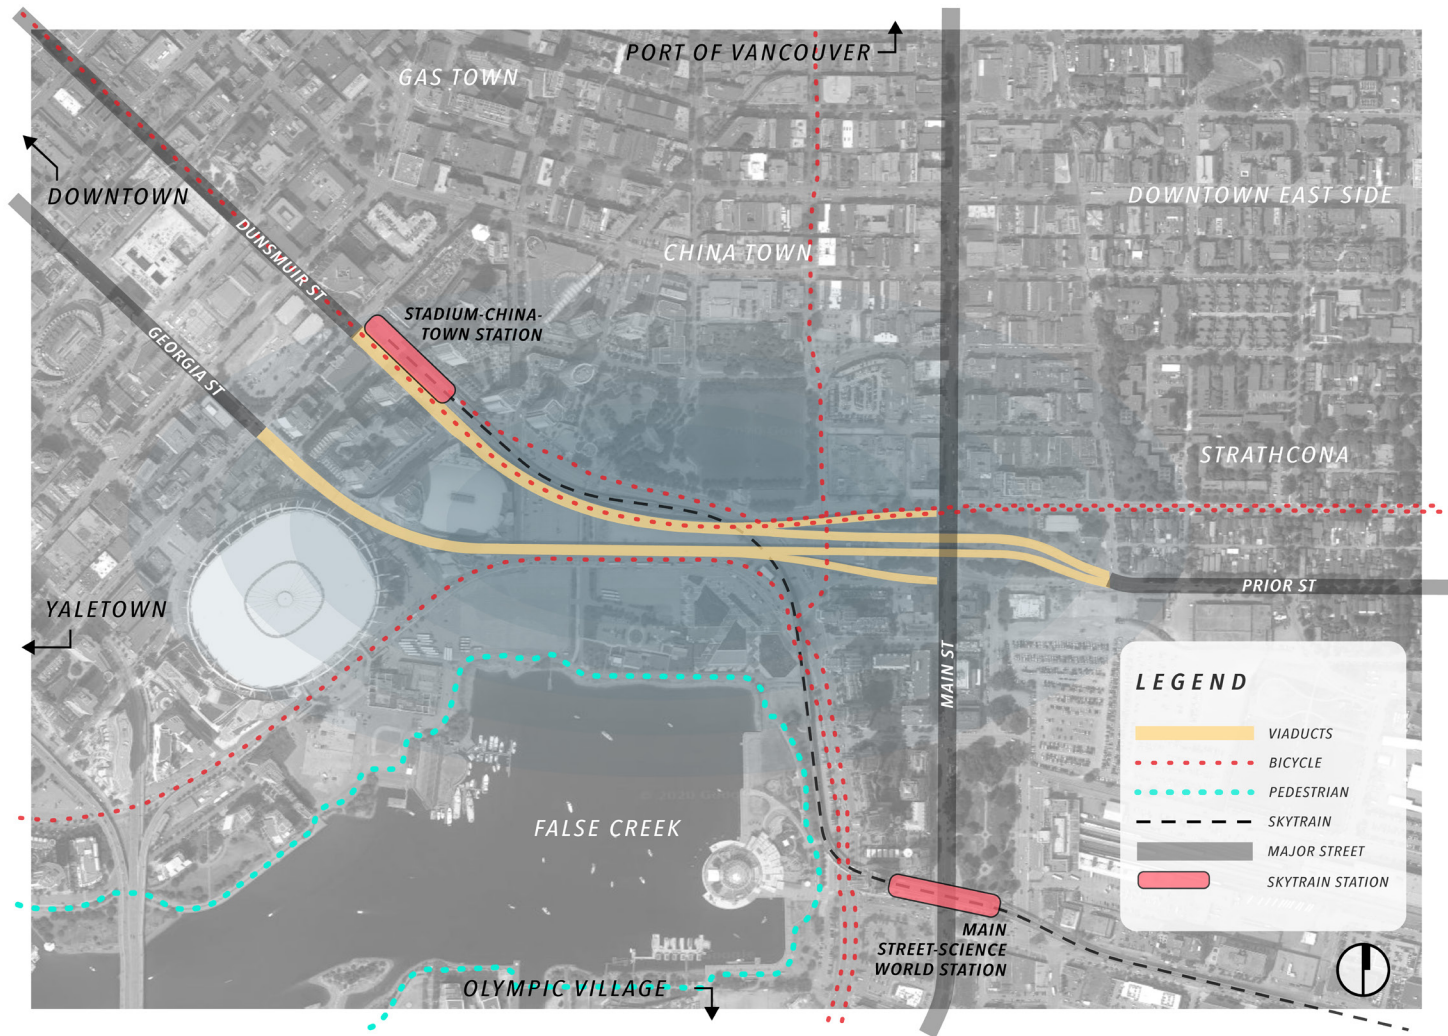 PORT OF VANCOUVER
GAS TOWN
DOWNTOWN
DOWNTOWN EAST SIDE
DUNSMUIR ST
CHINA TOWN
STADIUM-CHINA-
TOWN STATION
GEORGIA ST
STRATHCONA
YALETOWN
PRIOR ST
MAIN ST
LEGEND
VIADUCTS
BICYCLE
PEDESTRIAN
SKYTRAIN
MAJOR STREET
SKYTRAIN STATION
FALSE CREEK
MAIN
STREET-SCIENCE
WORLD STATION
OLYMPIC VILLAGE